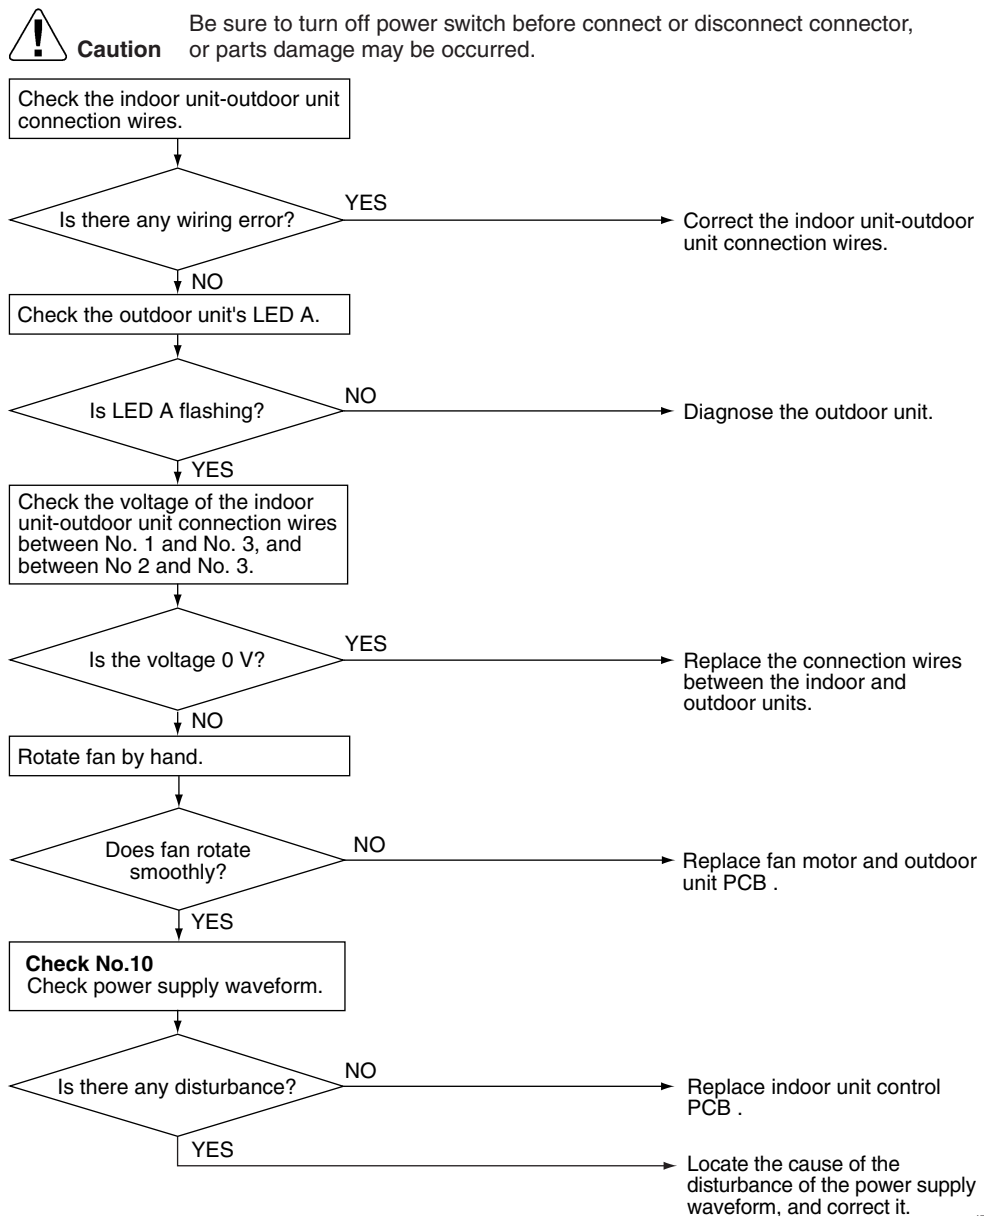 Be sure to turn off power switch before connect or disconnect connector,
Caution or parts damage may be occurred.
Check the indoor unit-outdoor unit
connection wires.
Is there any wiring error?
YES
Correct the indoor unit-outdoor
unit connection wires.
NO
Check the outdoor unit's LED A.
Is LED A flashing?
NO
Diagnose the outdoor unit.
YES
Check the voltage of the indoor
unit-outdoor unit connection wires
between No. 1 and No. 3, and
between No 2 and No. 3.
Is the voltage 0 V?
YES
Replace the connection wires
between the indoor and
outdoor units.
NO
Rotate fan by hand.
Does fan rotate
smoothly?
NO
Replace fan motor and outdoor
unit PCB .
YES
Check No.10
Check power supply waveform.
Is there any disturbance?
NO
Replace indoor unit control
PCB .
YES
Locate the cause of the
disturbance of the power supply
waveform, and correct it.